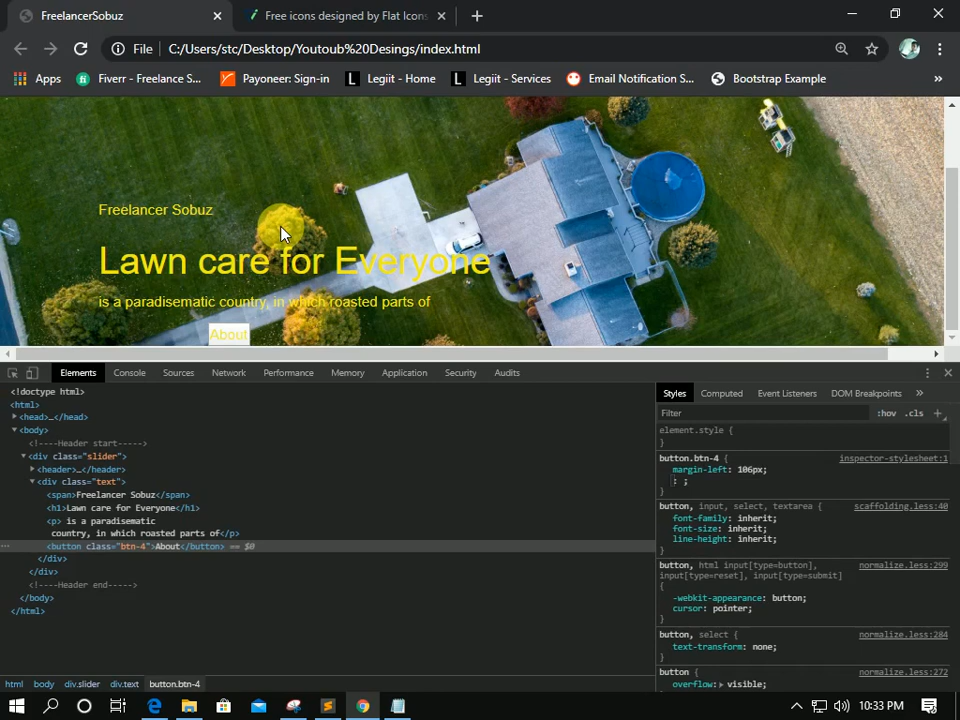 FreelancerSobuz
Free icons designed by Flat Icons
File C:/Users/stc/Desktop/Youtoub%20Desings/index.html
Apps Fiverr - Freelance S... Payoneer: Sign-in Legiit - Home Legiit - Services Email Notification S... Bootstrap Example »
Freelancer Sobuz
Lawn care for Everyone
is a paradisematic country, in which roasted parts of
About
Elements Console Sources Network Performance Memory Application Security Audits
<!doctype html>
<html>
<head>…</head>
<body>
<!----Header start----->
<div class="slider">
<header>…</header>
<div class="text">
<span>Freelancer Sobuz</span>
<h1>Lawn care for Everyone</h1>
<p> is a paradisematic
country, in which roasted parts of</p>
<button class="btn-4">About</button> == $0
</div>
</div>
<!----Header end----->
</body>
</html>
html body div.slider div.text button.btn-4
Styles Computed Event Listeners DOM Breakpoints »
Filter :hov .cls +
element.style {
}
button.btn-4 { inspector-stylesheet:1
margin-left: 106px;
: ;
}
button, input, select, textarea { scaffolding.less:40
font-family: inherit;
font-size: inherit;
line-height: inherit;
}
button, html input[type=button], normalize.less:299
input[type=reset], input[type=submit]
{
-webkit-appearance: button;
cursor: pointer;
}
button, select { normalize.less:284
text-transform: none;
}
button { normalize.less:272
overflow: visible;
10:33 PM